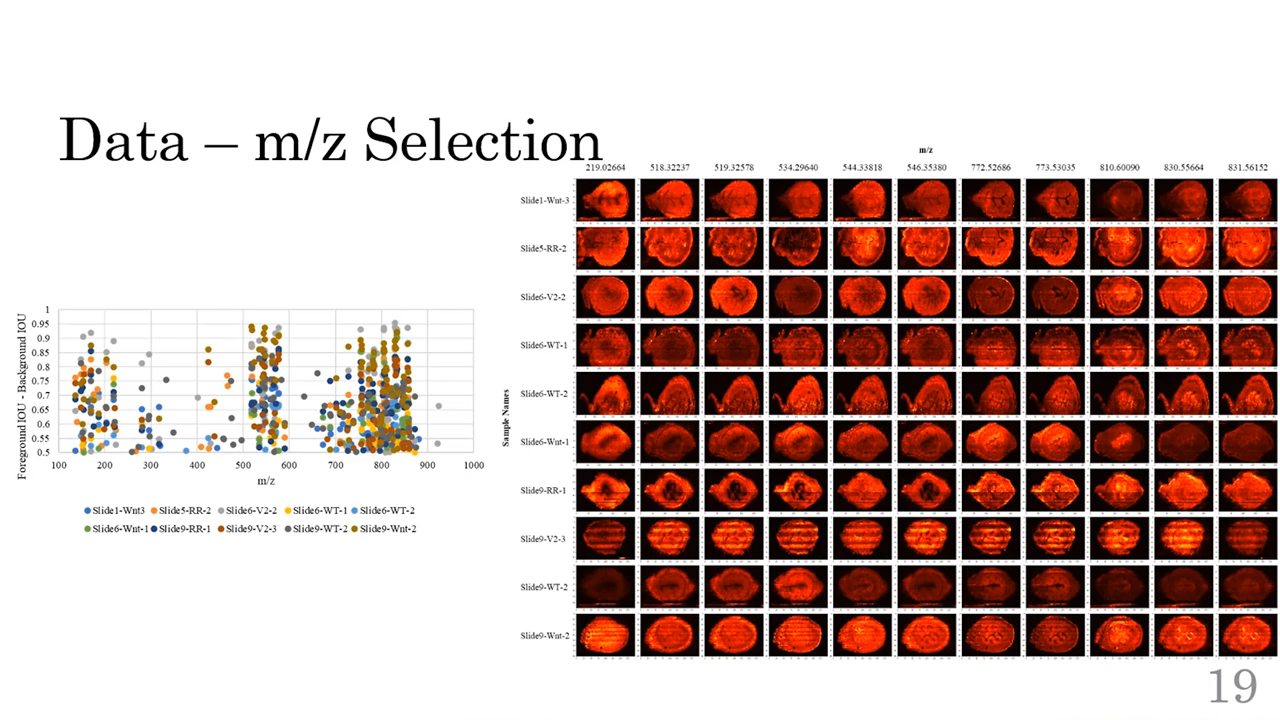 Data – m/z Selection
Foreground IOU - Background IOU
1
0.95
0.9
0.85
0.8
0.75
0.7
0.65
0.6
0.55
0.5
100 200 300 400 500 600 700 800 900 1000
m/z
Slide1-Wnt3 Slide5-RR-2 Slide6-V2-2 Slide6-WT-1 Slide6-WT-2
Slide6-Wnt-1 Slide9-RR-1 Slide9-V2-3 Slide9-WT-2 Slide9-Wnt-2
m/z
219.02664 518.32237 519.32578 534.29640 544.33818 546.35380 772.52686 773.53035 810.60090 830.55664 831.56152
Sample Names
Slide1-Wnt-3
Slide5-RR-2
Slide6-V2-2
Slide6-WT-1
Slide6-WT-2
Slide6-Wnt-1
Slide9-RR-1
Slide9-V2-3
Slide9-WT-2
Slide9-Wnt-2
19